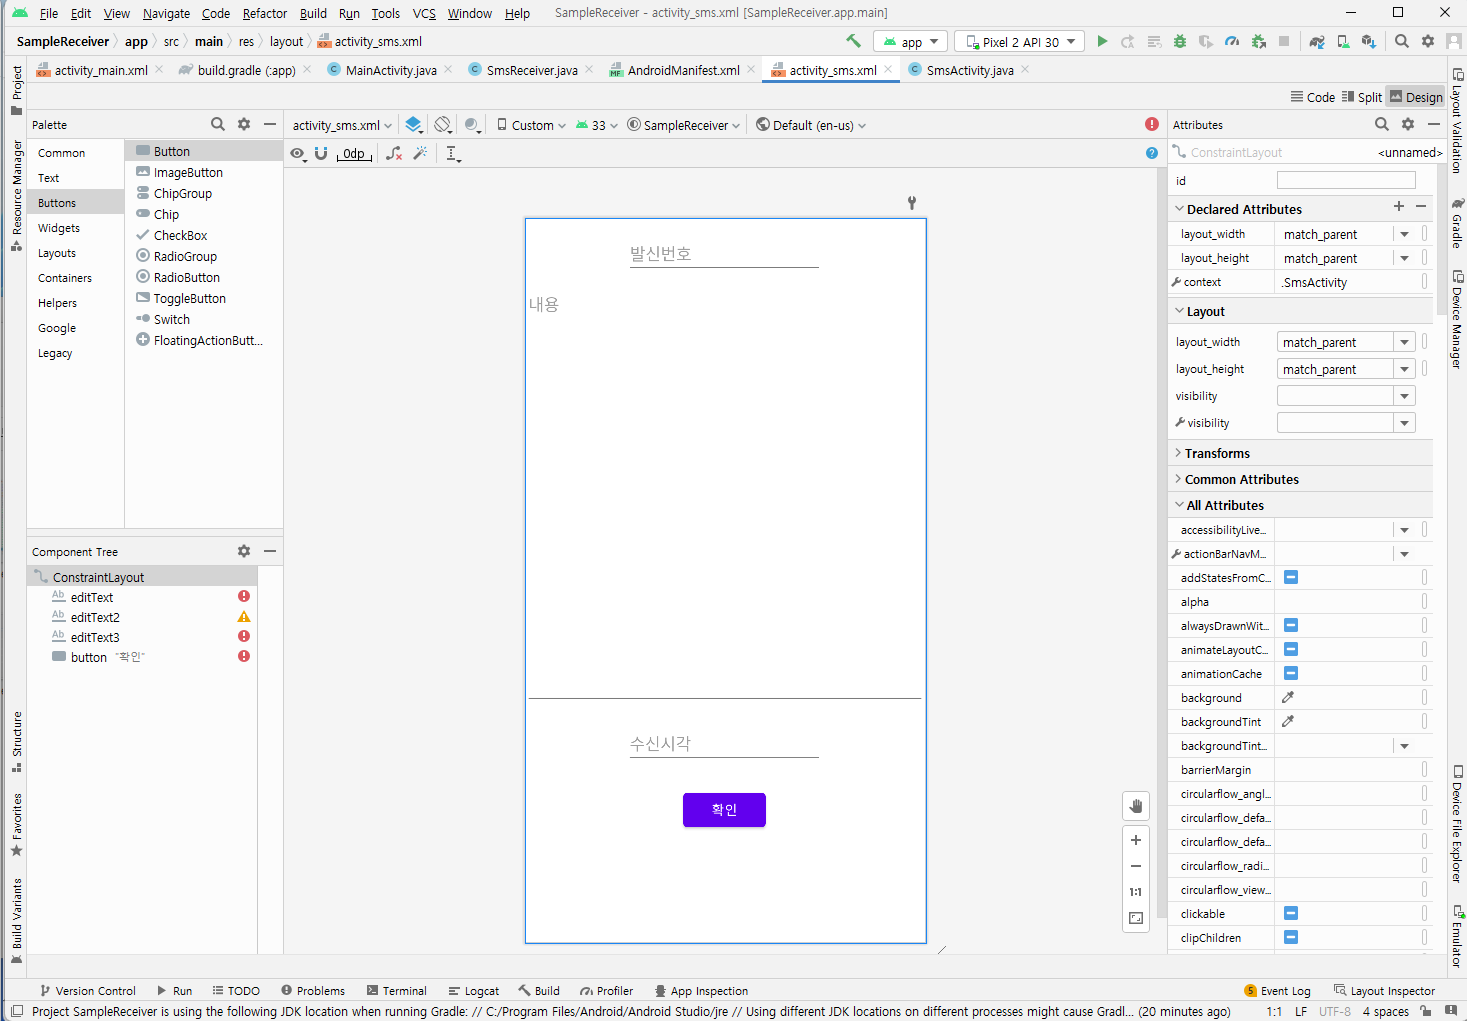 File Edit View Navigate Code Refactor Build Run Tools VCS Window Help SampleReceiver - activity_sms.xml [SampleReceiver.app.main]
SampleReceiver app src main res layout activity_sms.xml app Pixel 2 API 30
activity_main.xml build.gradle (:app) MainActivity.java SmsReceiver.java AndroidManifest.xml activity_sms.xml SmsActivity.java
Code Split Design
Palette activity_sms.xml Custom 33 SampleReceiver Default (en-us) Attributes
0dp
Common
Text
Buttons
Widgets
Layouts
Containers
Helpers
Google
Legacy
Button
ImageButton
ChipGroup
Chip
CheckBox
RadioGroup
RadioButton
ToggleButton
Switch
FloatingActionButt...
Component Tree
ConstraintLayout
Ab editText
Ab editText2
Ab editText3
button "확인"
발신번호
내용
수신시각
확인
1:1
ConstraintLayout <unnamed>
id
Declared Attributes
layout_width match_parent
layout_height match_parent
context .SmsActivity
Layout
layout_width match_parent
layout_height match_parent
visibility
visibility
Transforms
Common Attributes
All Attributes
accessibilityLive...
actionBarNavM...
addStatesFromC...
alpha
alwaysDrawnWit...
animateLayoutC...
animationCache
background
backgroundTint
backgroundTint...
barrierMargin
circularflow_angl...
circularflow_defa...
circularflow_defa...
circularflow_radi...
circularflow_view...
clickable
clipChildren
Project
Resource Manager
Structure
Favorites
Build Variants
Layout Validation
Gradle
Device Manager
Device File Explorer
Emulator
Version Control Run TODO Problems Terminal Logcat Build Profiler App Inspection 5 Event Log Layout Inspector
Project SampleReceiver is using the following JDK location when running Gradle: // C:/Program Files/Android/Android Studio/jre // Using different JDK locations on different processes might cause Gradl... (20 minutes ago) 1:1 LF UTF-8 4 spaces